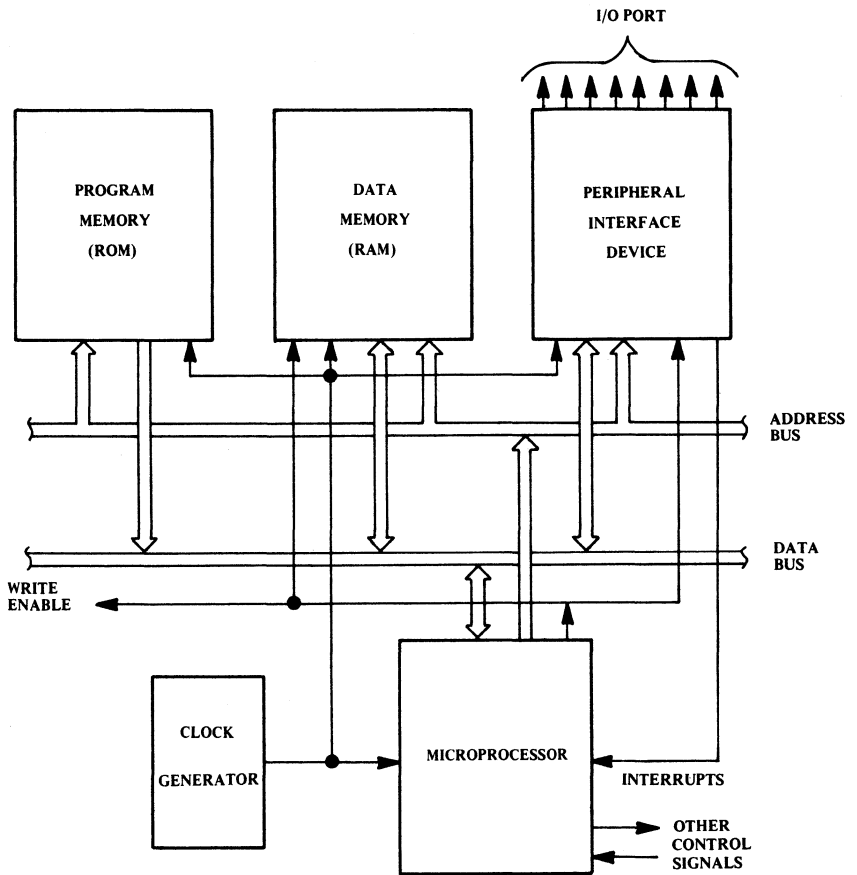 I/O PORT
PROGRAM
MEMORY
(ROM)
DATA
MEMORY
(RAM)
PERIPHERAL
INTERFACE
DEVICE
ADDRESS
BUS
DATA
BUS
WRITE
ENABLE
CLOCK
GENERATOR
MICROPROCESSOR
INTERRUPTS
OTHER
CONTROL
SIGNALS